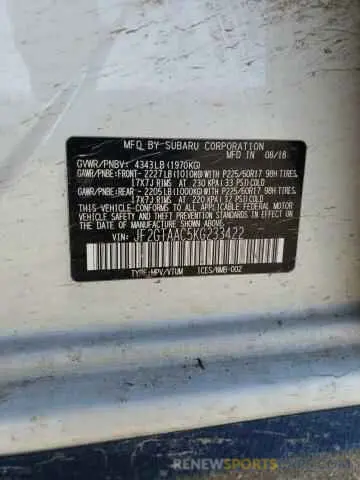 MFD BY SUBARU CORPORATION
MFD IN 08/18
GVWR/PNBV: 4343LB (1970KG)
GAWR/PNBE:FRONT- 2227LB(1010KG) WITH P225/60R17 98H TIRES,
17X7J RIMS AT 230 KPA(33 PSI)COLD
GAWR/PNBE:REAR - 2205LB(1000KG) WITH P225/60R17 98H TIRES,
17X7J RIMS AT 220 KPA(32 PSI)COLD
THIS VEHICLE CONFORMS TO ALL APPLICABLE
FEDERAL MOTOR VEHICLE SAFETY AND THEFT
PREVENTION STANDARDS IN EFFECT ON THE DATE
OF MANUFACTURE SHOWN ABOVE.
VIN: JF2GTAAC5KG233422
TYPE:MPV/VTUM ICES/NMB-002
RENEWSNEWTON.COM